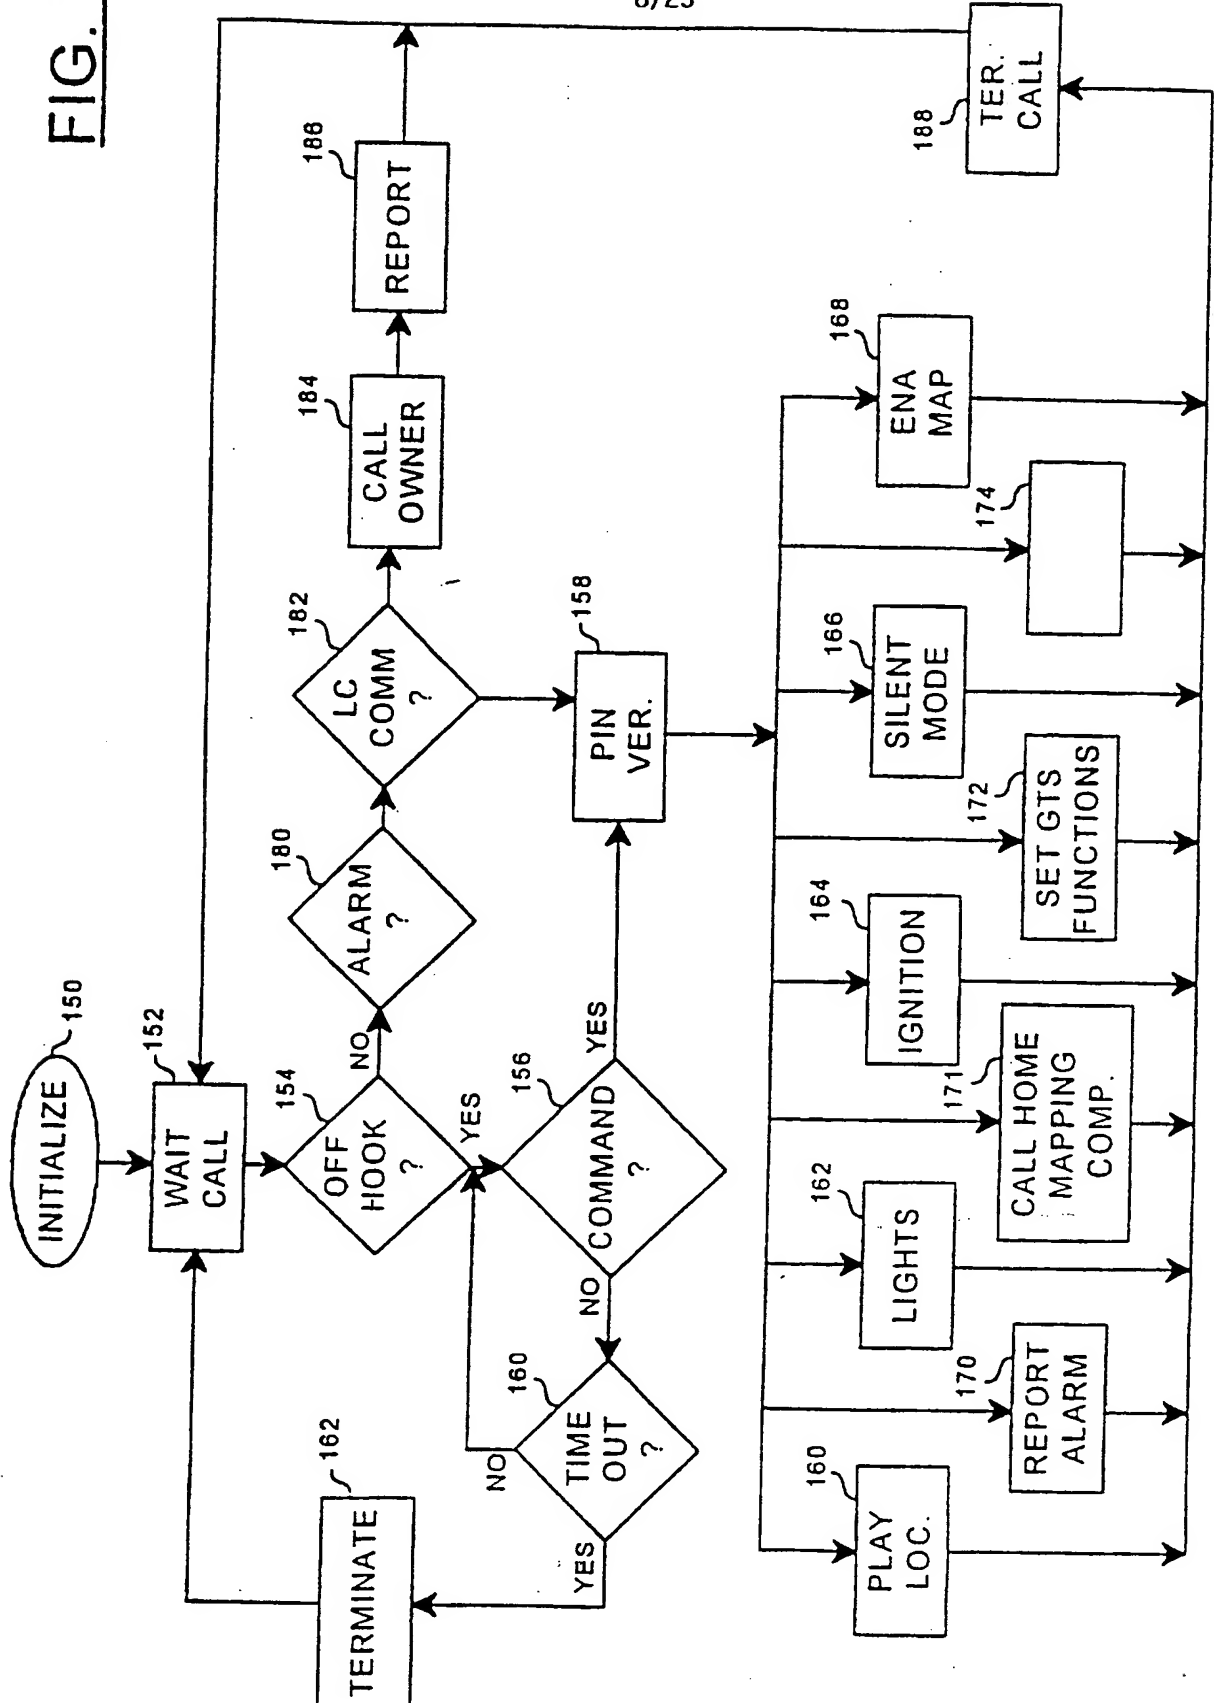 FIG.
INITIALIZE
150
WAIT
CALL
152
OFF
HOOK
?
154
NO
YES
ALARM
?
180
LC
COMM
?
182
CALL
OWNER
184
REPORT
186
COMMAND
?
156
YES
NO
PIN
VER.
158
TIME
OUT
?
160
NO
YES
TERMINATE
162
PLAY
LOC.
160
REPORT
ALARM
170
LIGHTS
162
CALL HOME
MAPPING
COMP.
171
IGNITION
164
SET GTS
FUNCTIONS
172
SILENT
MODE
166
174
ENA
MAP
168
TER.
CALL
188